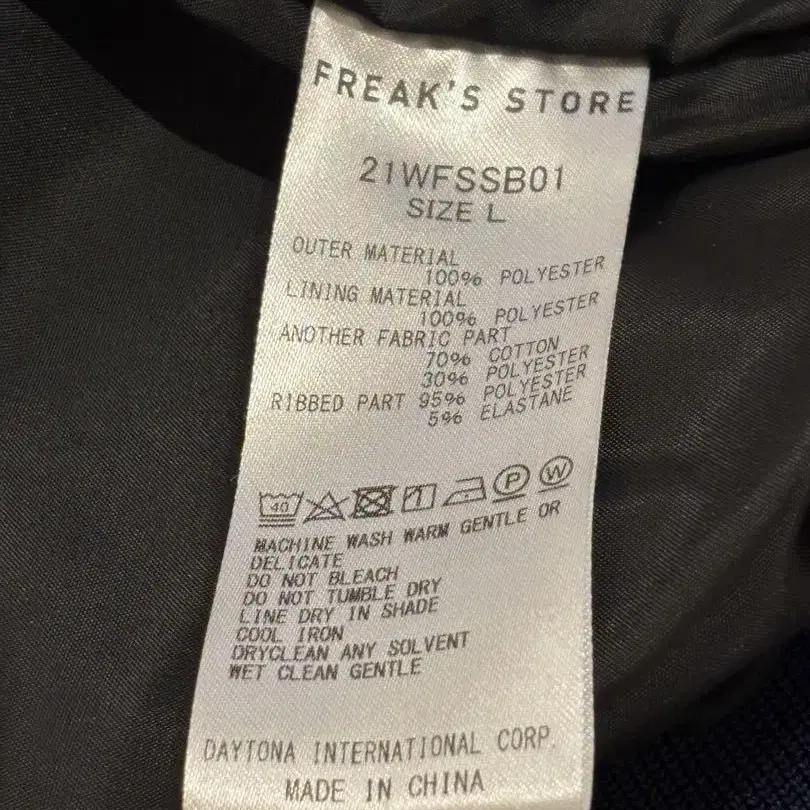 FREAK'S STORE
21WFSSB01
SIZE L
OUTER MATERIAL
100% POLYESTER
LINING MATERIAL
100% POLYESTER
ANOTHER FABRIC PART
70% COTTON
30% POLYESTER
RIBBED PART 95% POLYESTER
5% ELASTANE
40 P W
MACHINE WASH WARM GENTLE OR
DELICATE
DO NOT BLEACH
DO NOT TUMBLE DRY
LINE DRY IN SHADE
COOL IRON
DRYCLEAN ANY SOLVENT
WET CLEAN GENTLE
DAYTONA INTERNATIONAL CORP.
MADE IN CHINA